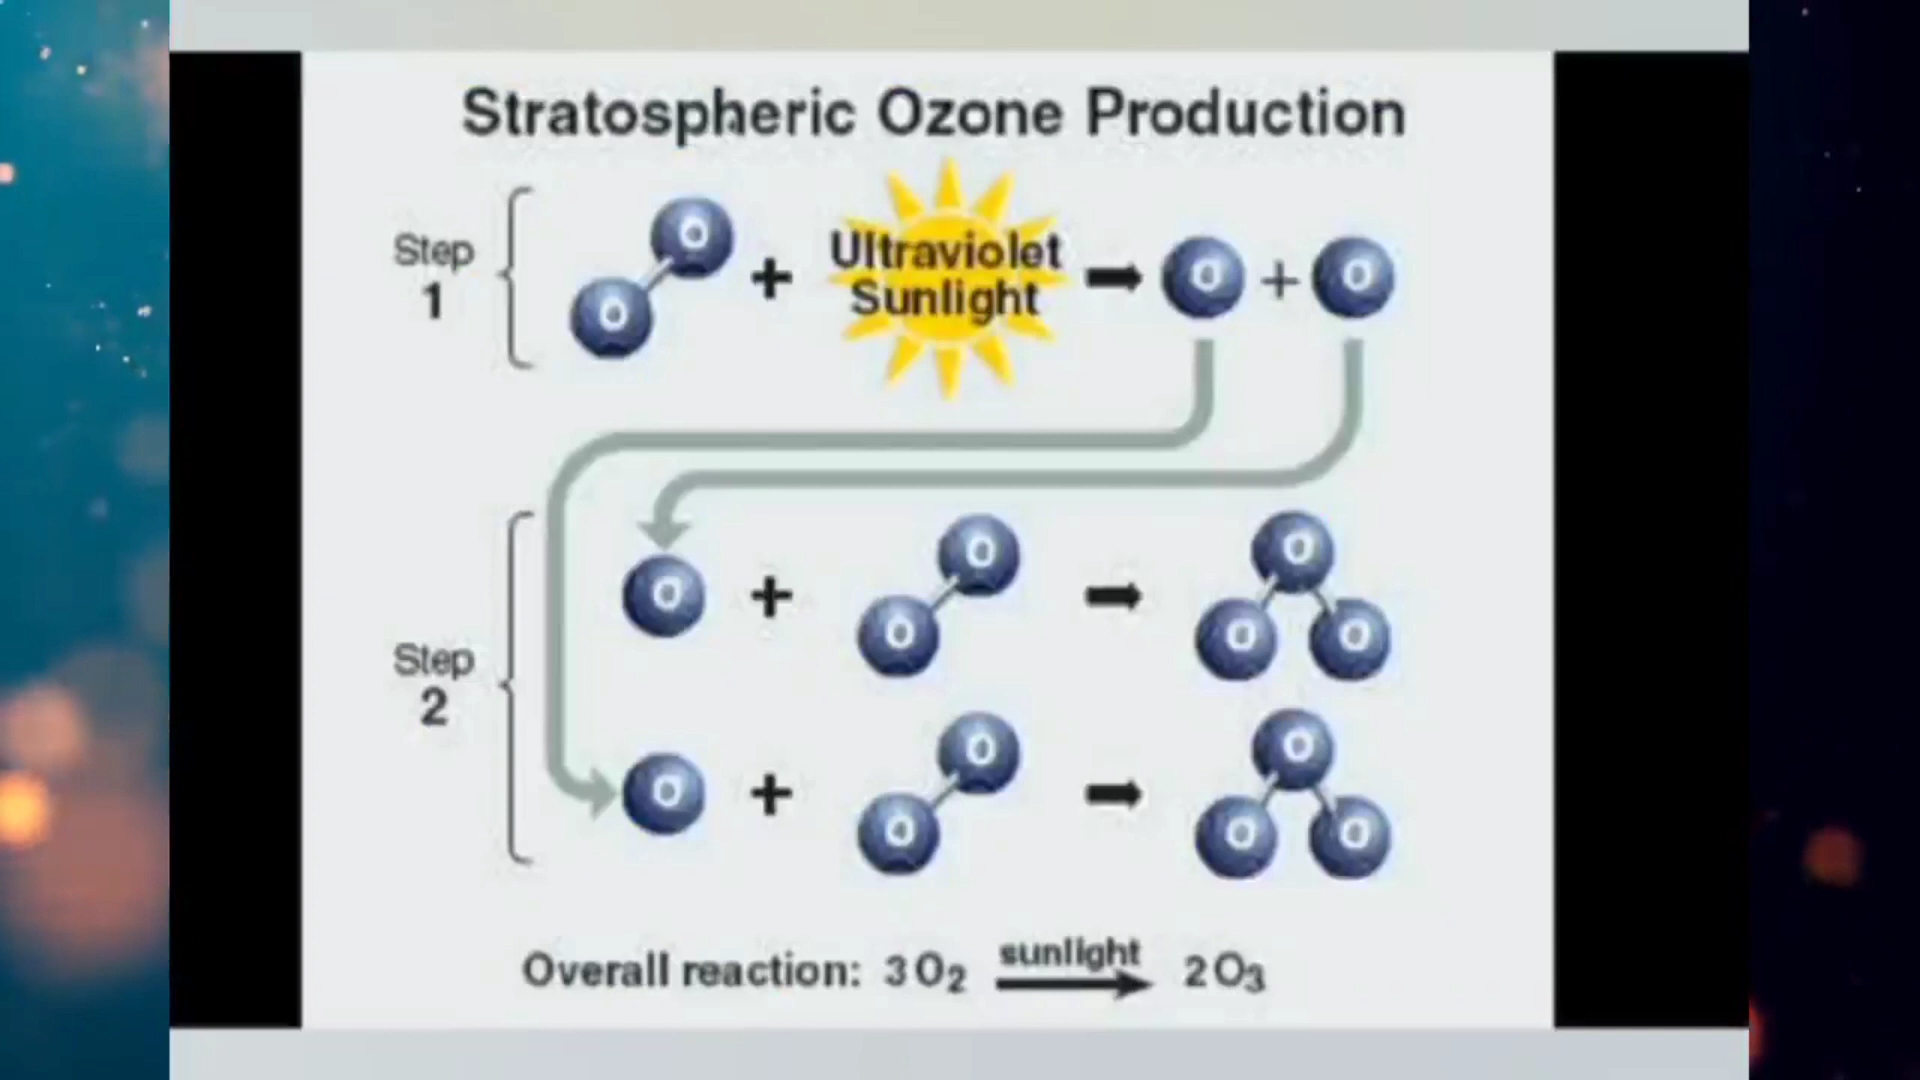 Stratospheric Ozone Production
Step
1
O
O
+
Ultraviolet
Sunlight
O
+
O
Step
2
O
+
O
O
O
O
O
O
+
O
O
O
O
O
Overall reaction: 3 O2 sunlight 2 O3